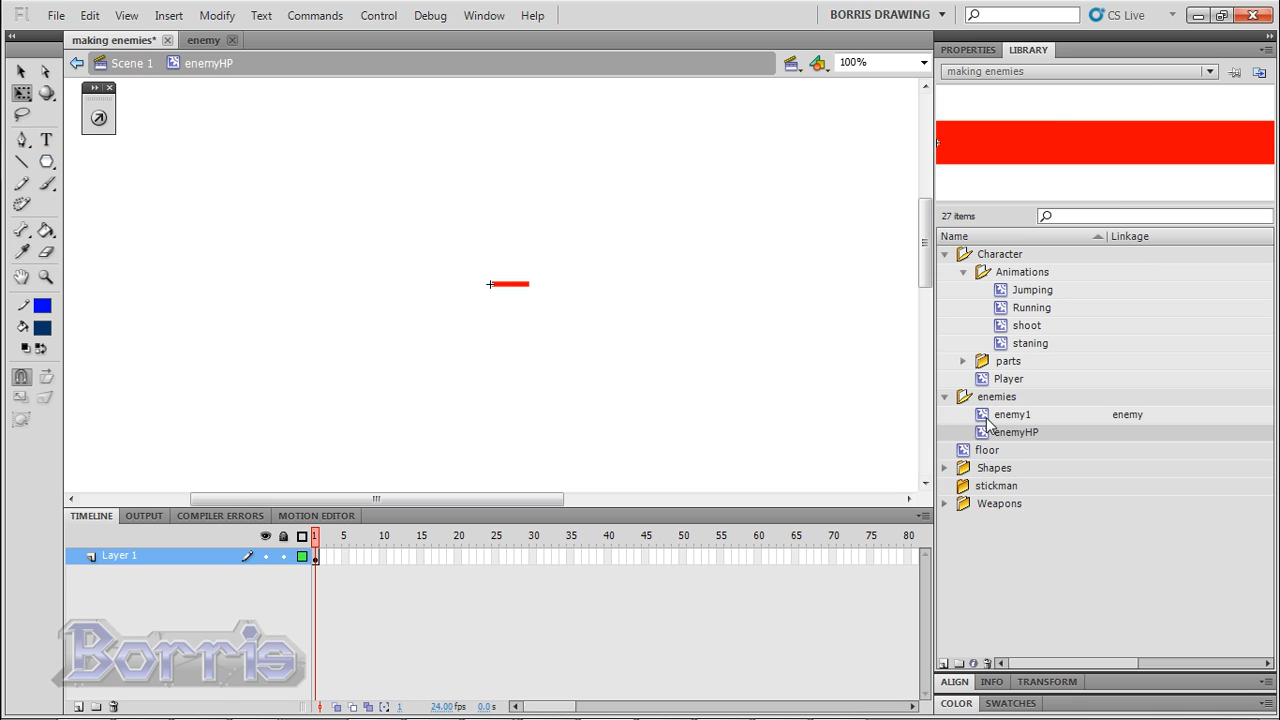 Fl File Edit View Insert Modify Text Commands Control Debug Window Help BORRIS DRAWING CS Live
making enemies* enemy PROPERTIES LIBRARY
Scene 1 enemyHP 100% making enemies
27 items
Name Linkage
Character
Animations
Jumping
Running
shoot
staning
parts
Player
enemies
enemy1 enemy
enemyHP
floor
Shapes
stickman
Weapons
TIMELINE OUTPUT COMPILER ERRORS MOTION EDITOR
1 5 10 15 20 25 30 35 40 45 50 55 60 65 70 75 80
Layer 1
Borris
ALIGN INFO TRANSFORM
1 24.00fps 0.0s COLOR SWATCHES